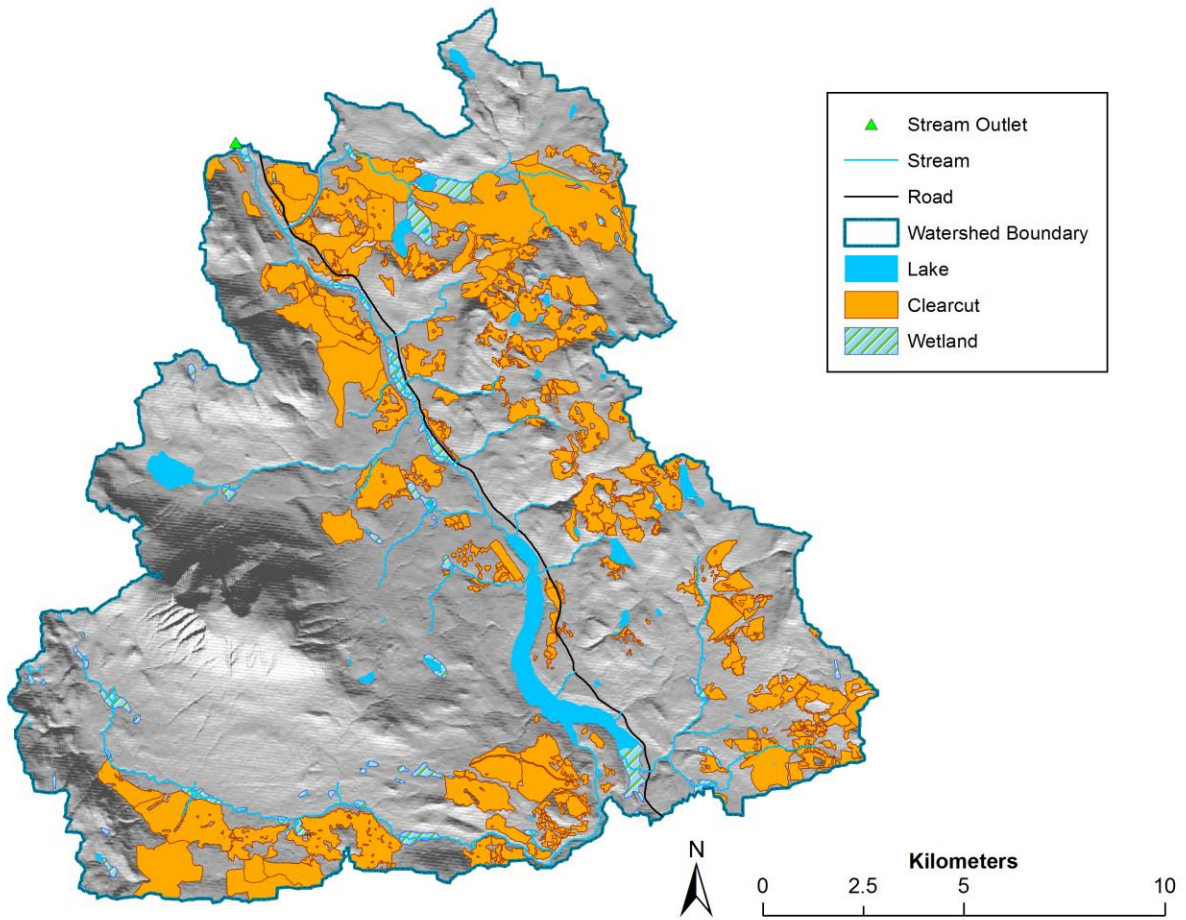 Stream Outlet
Stream
Road
Watershed Boundary
Lake
Clearcut
Wetland
N
Kilometers
0 2.5 5 10